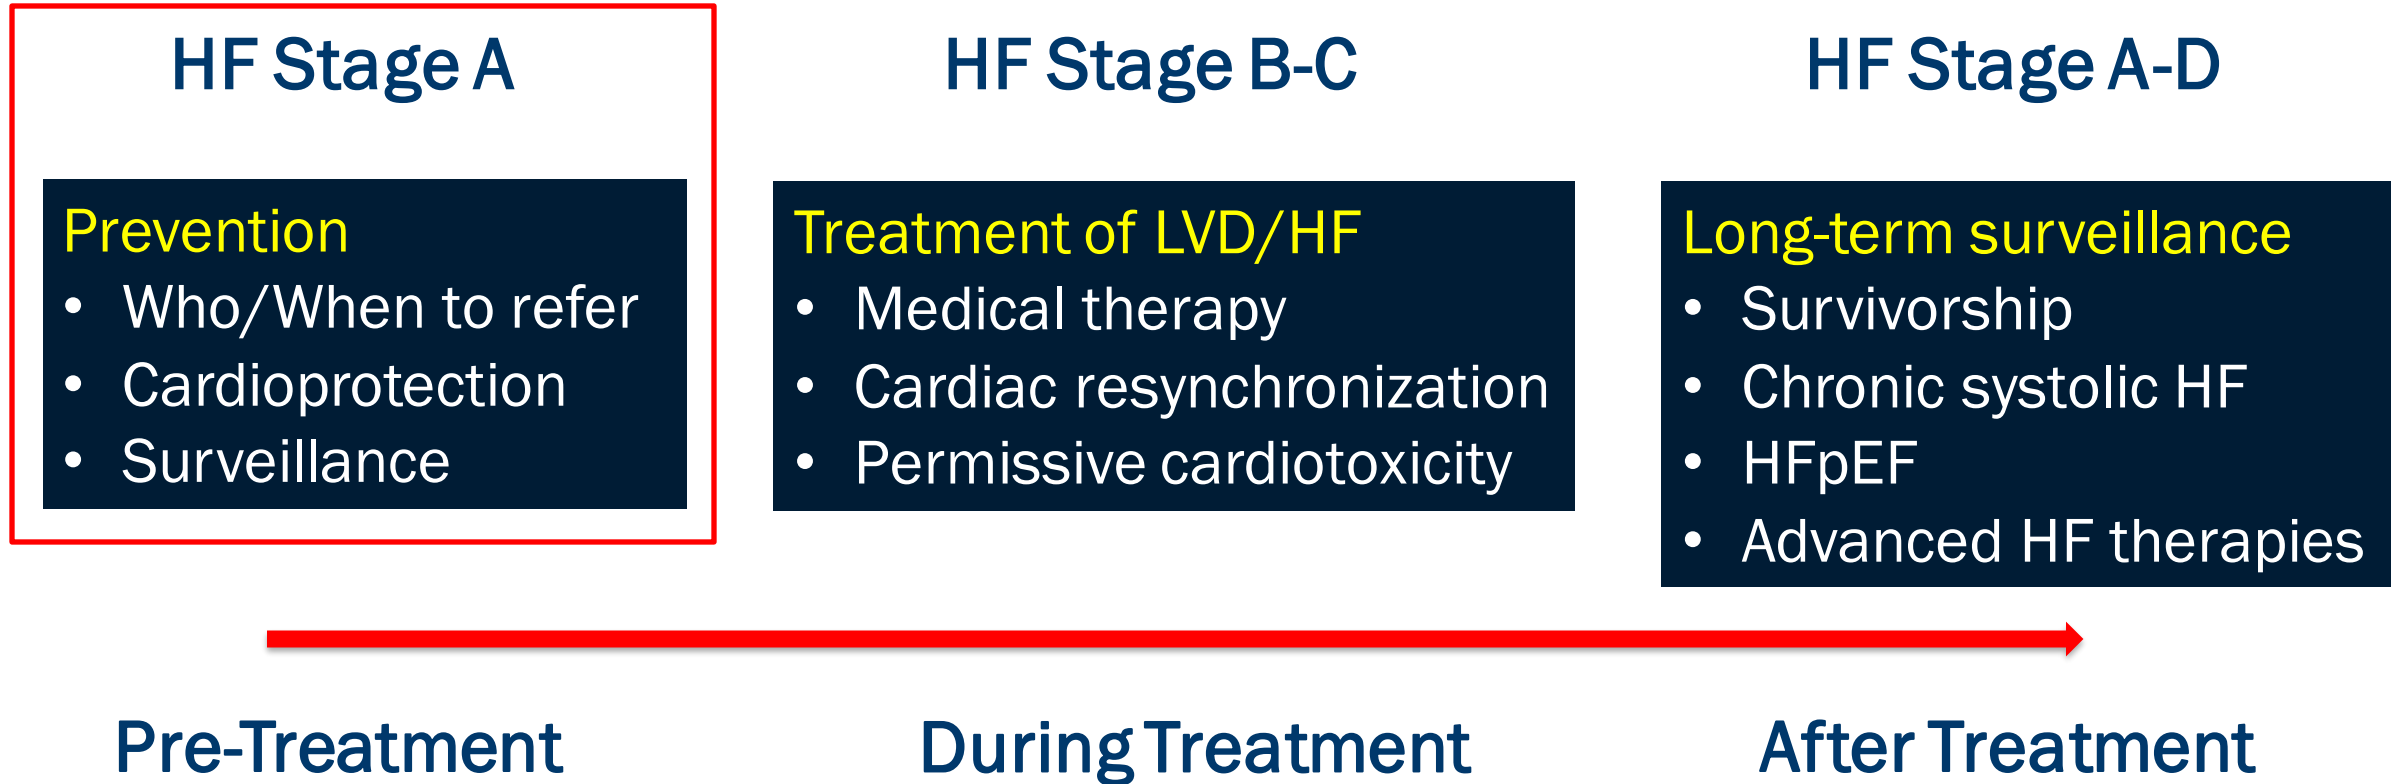 HF Stage A
Prevention
• Who/When to refer
• Cardioprotection
• Surveillance
HF Stage B-C
Treatment of LVD/HF
• Medical therapy
• Cardiac resynchronization
• Permissive cardiotoxicity
HF Stage A-D
Long-term surveillance
• Survivorship
• Chronic systolic HF
• HFpEF
• Advanced HF therapies
Pre-Treatment
During Treatment
After Treatment